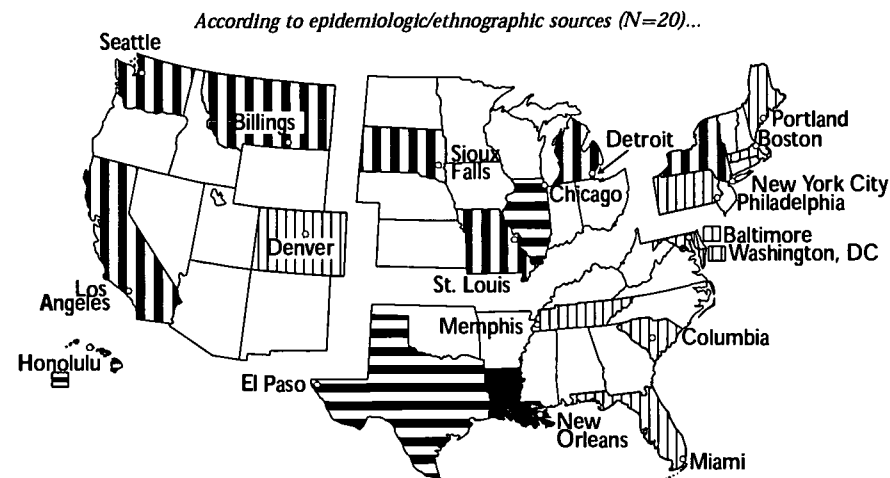 According to epidemiologic/ethnographic sources (N=20)...
Seattle
Billings
Sioux
Falls
Detroit
Portland
Boston
Chicago
New York City
Philadelphia
Denver
Baltimore
Washington, DC
St. Louis
Los
Angeles
Memphis
Columbia
Honolulu
El Paso
New
Orleans
Miami